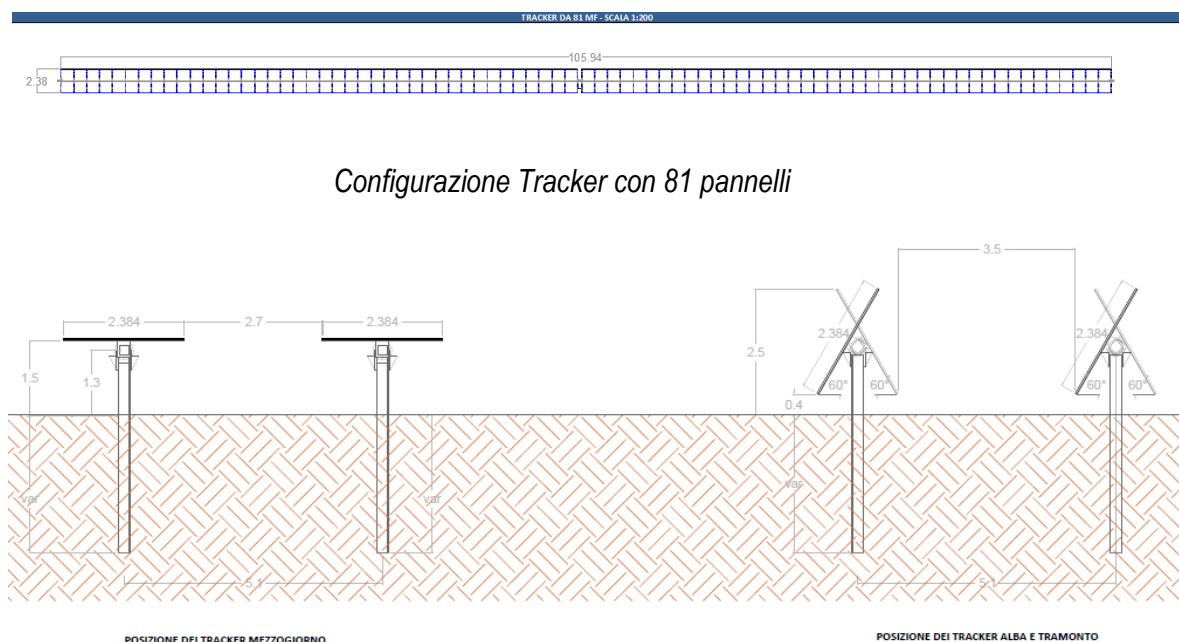 TRACKER DA 81 MF - SCALA 1:200
105.94
2.38
Configurazione Tracker con 81 pannelli
3.5
2.384 2.7 2.384
2.5
2.384
2.384
1.5
1.3
60° 60°
60° 60°
0.4
var
var
var
5.1
5.1
POSIZIONE DEI TRACKER MEZZOGIORNO
POSIZIONE DEI TRACKER ALBA E TRAMONTO